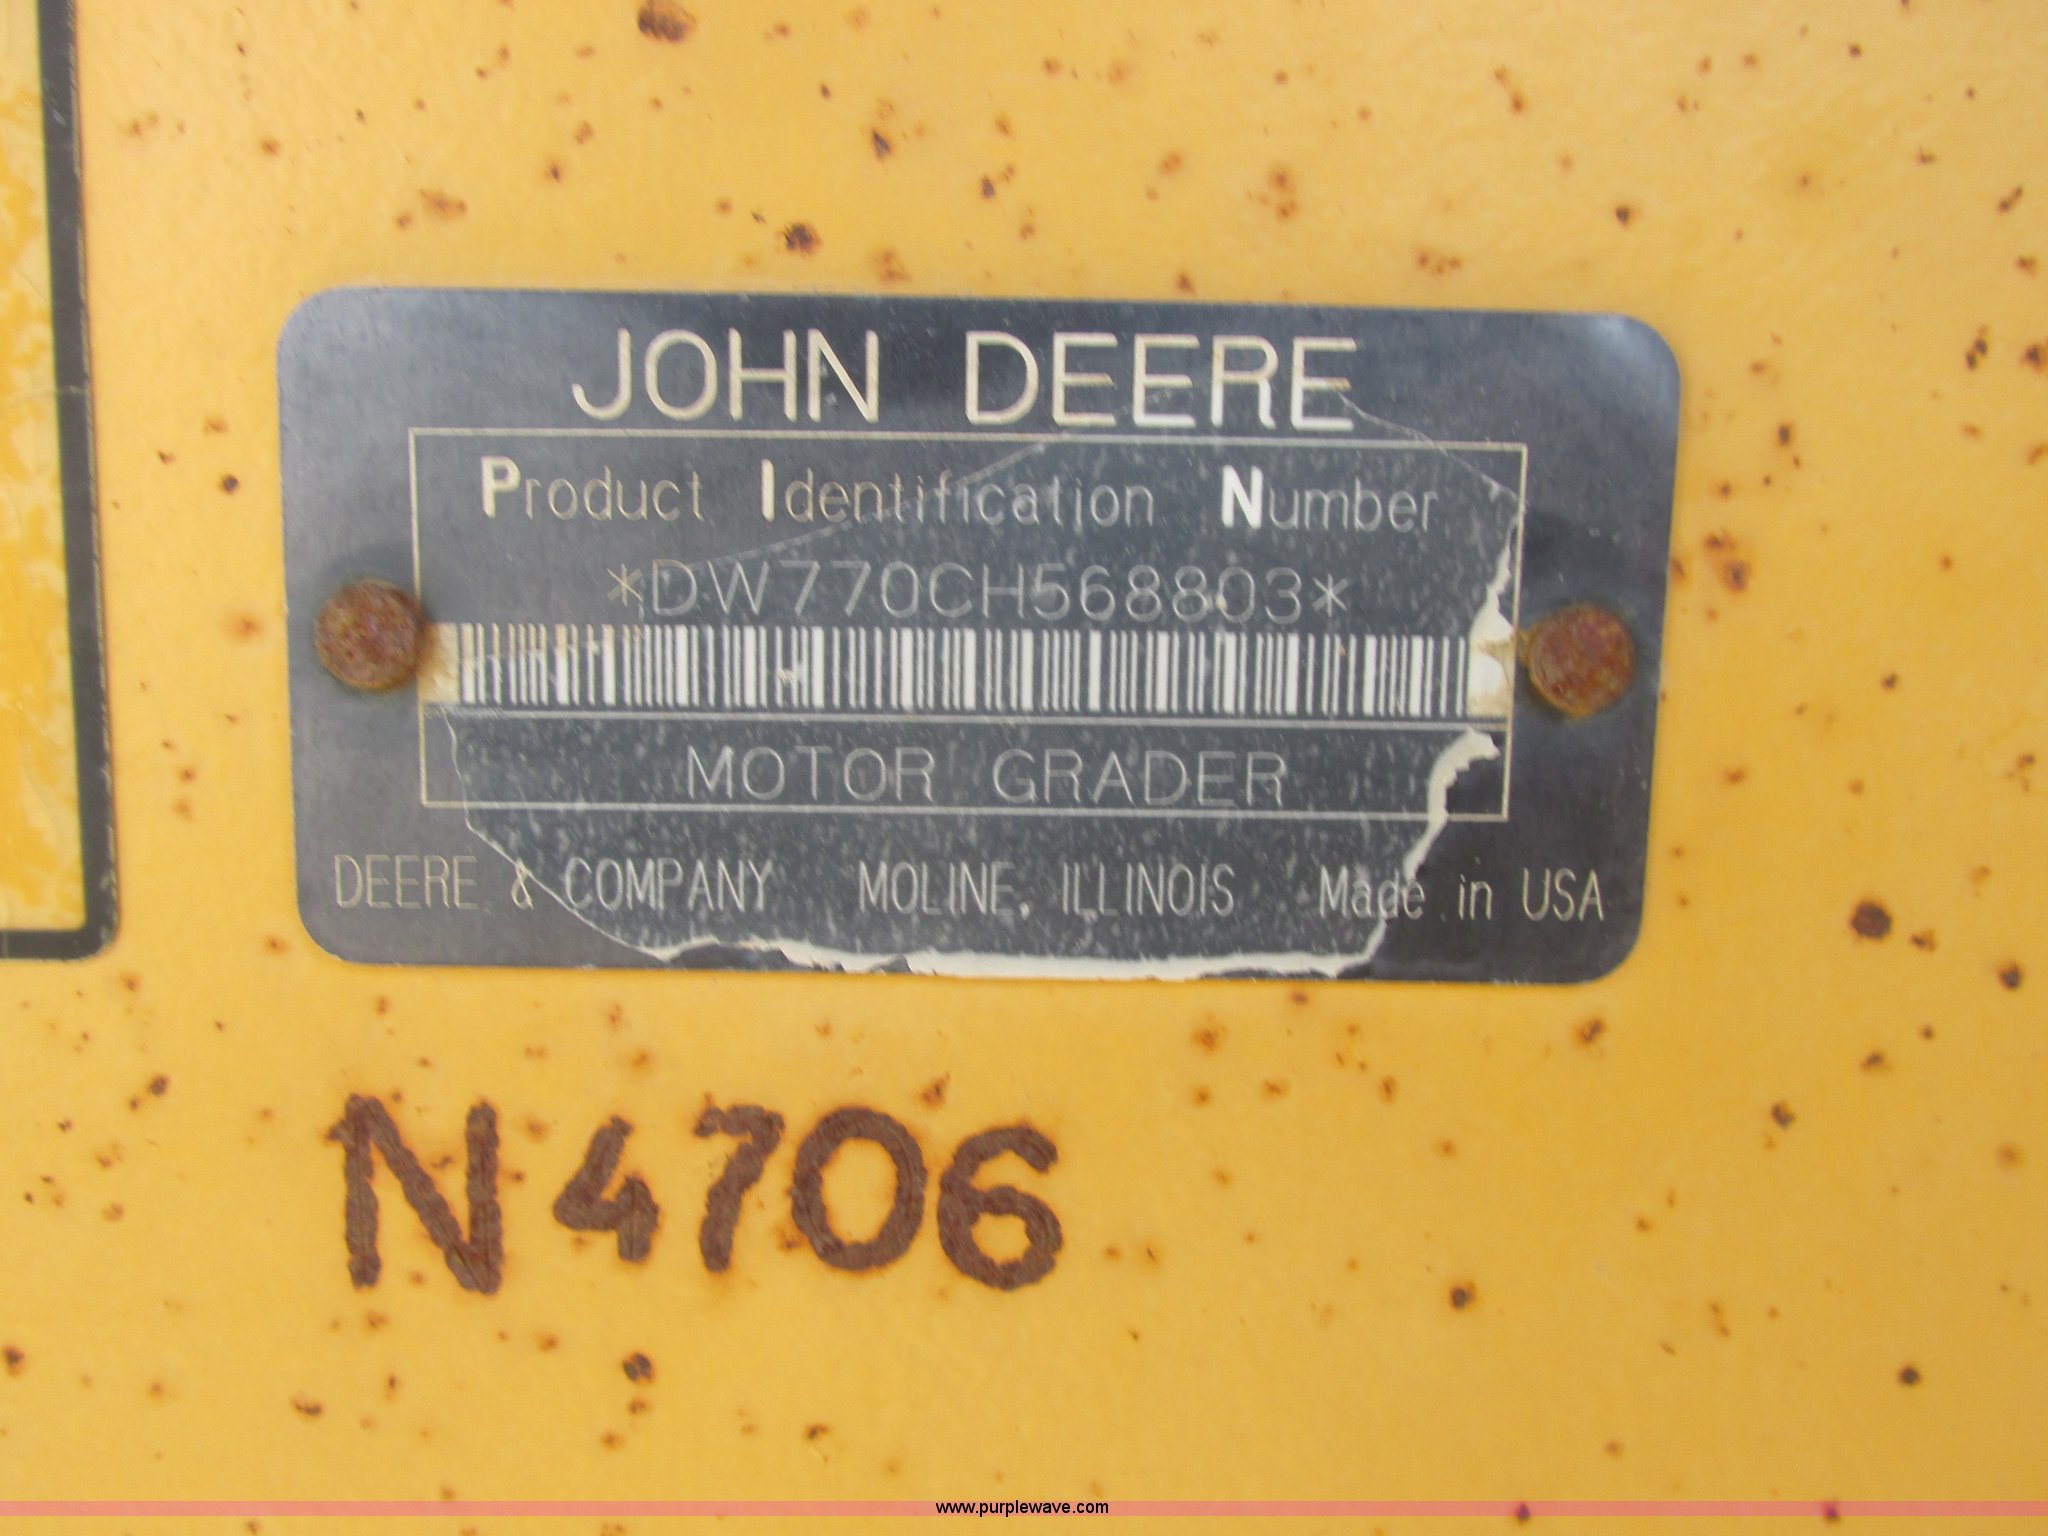 JOHN DEERE
Product Identification Number
*DW770CH568803*
MOTOR GRADER
DEERE & COMPANY MOLINE, ILLINOIS Made in USA
N4706
www.purplewave.com